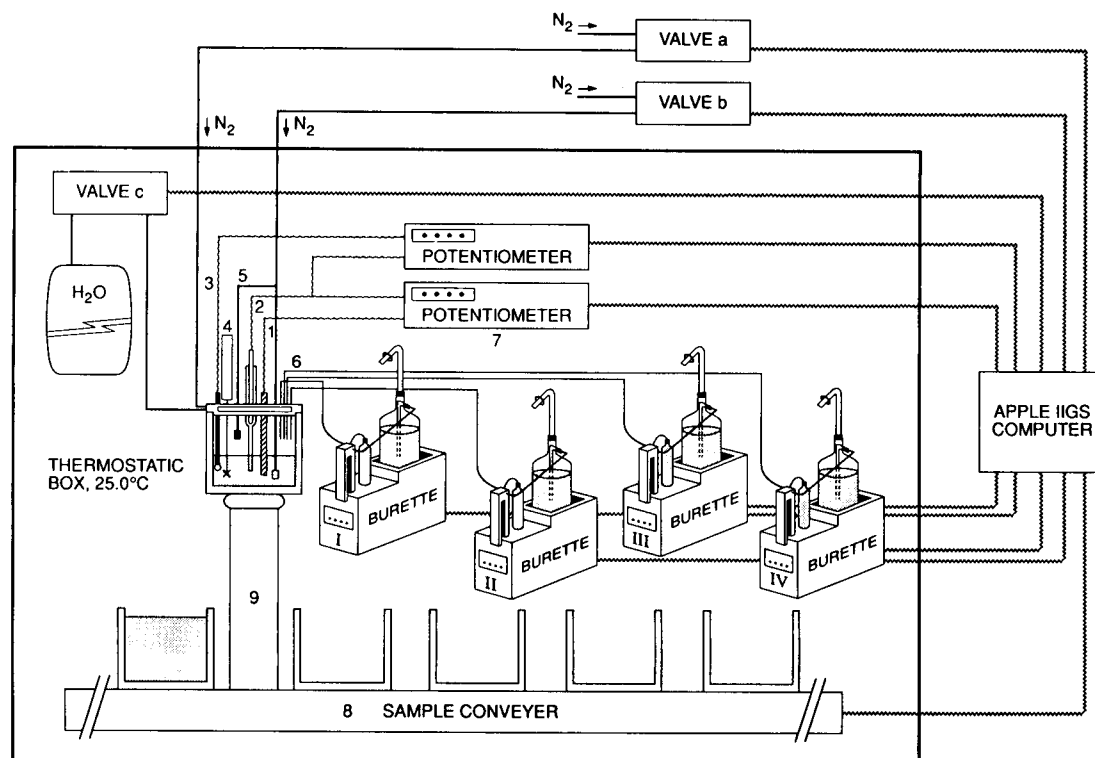 N2 →
VALVE a
N2 →
VALVE b
↓ N2
↓ N2
VALVE c
POTENTIOMETER
3
5
H2O
2
POTENTIOMETER
4
1
7
6
APPLE IIGS
COMPUTER
THERMOSTATIC
BOX, 25.0°C
BURETTE
I
BURETTE
II
BURETTE
III
BURETTE
IV
9
8 SAMPLE CONVEYER